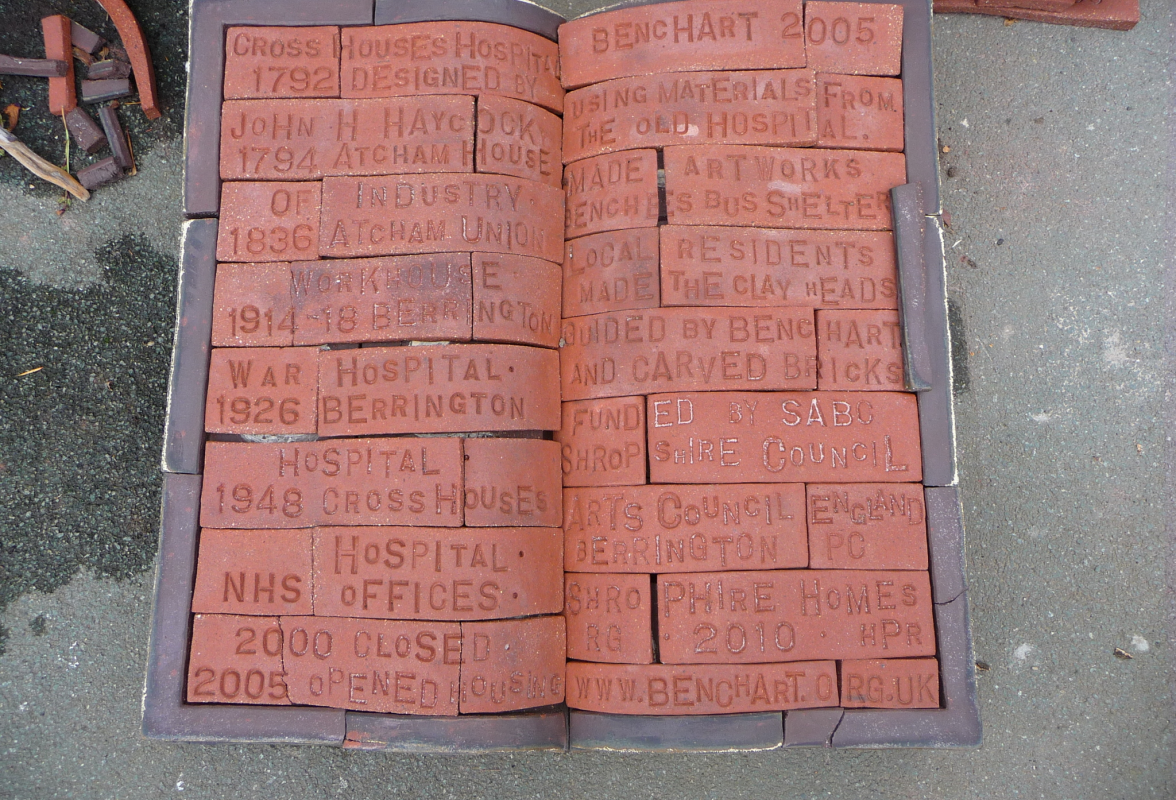 CROSS HOUSES HOSPITAL
1792 DESIGNED BY
JOHN H HAYCOCK
1794 ATCHAM HOUSE
OF INDUSTRY
1836 ATCHAM UNION
WORKHOUSE
1914-18 BERRINGTON
WAR HOSPITAL
1926 BERRINGTON
HOSPITAL
1948 CROSS HOUSES
HOSPITAL
NHS OFFICES
2000 CLOSED
2005 OPENED HOUSING
BENCHART 2005
USING MATERIALS FROM
THE OLD HOSPITAL.
MADE ARTWORKS
BENCHES BUS SHELTER
LOCAL RESIDENTS
MADE THE CLAY HEADS
GUIDED BY BENCHART
AND CARVED BRICKS
FUNDED BY SABC
SHROPSHIRE COUNCIL
ARTS COUNCIL ENGLAND
BERRINGTON PC
SHROPHIRE HOMES
RG · 2010 · HPR
WWW.BENCHART.ORG.UK